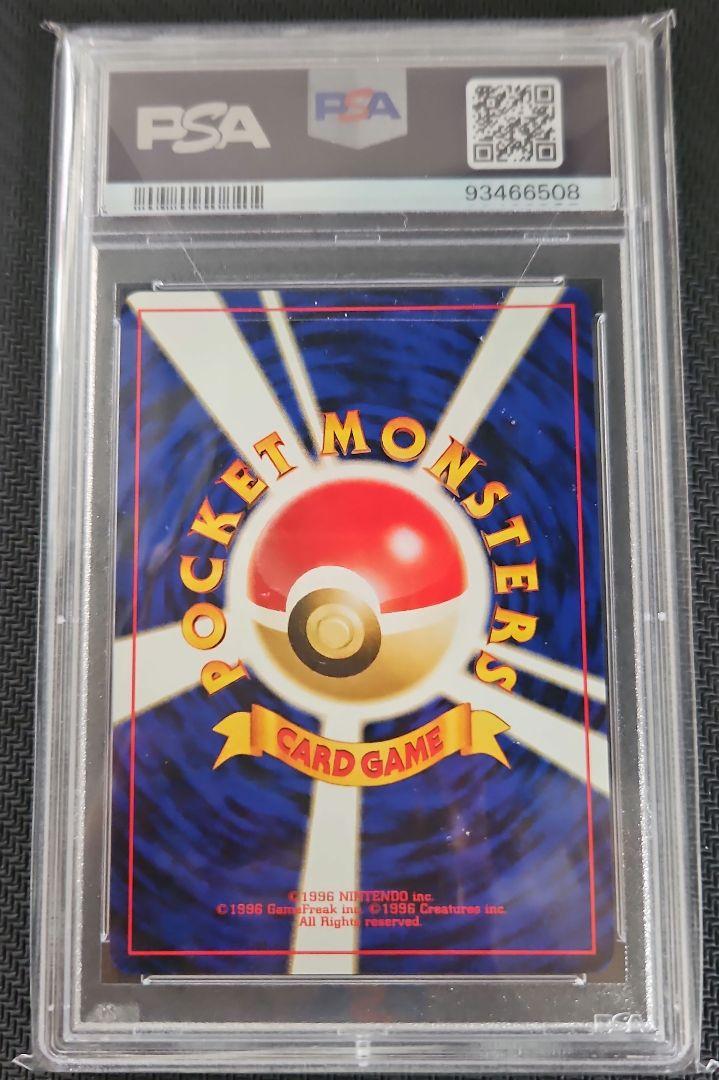 PSA PSA
93466508
POCKET MONSTERS
CARD GAME
©1996 NINTENDO inc.
©1996 GameFreak inc. ©1996 Creatures inc.
All Rights reserved.
PSA